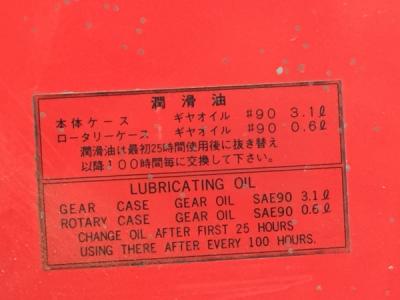 潤滑油
本体ケース ギヤオイル #90 3.1ℓ
ロータリーケース ギヤオイル #90 0.6ℓ
潤滑油は最初25時間使用後に抜き替え
以降100時間毎に交換して下さい。
LUBRICATING OIL
GEAR CASE GEAR OIL SAE90 3.1ℓ
ROTARY CASE GEAR OIL SAE90 0.6ℓ
CHANGE OIL AFTER FIRST 25 HOURS
USING THERE AFTER EVERY 100 HOURS.